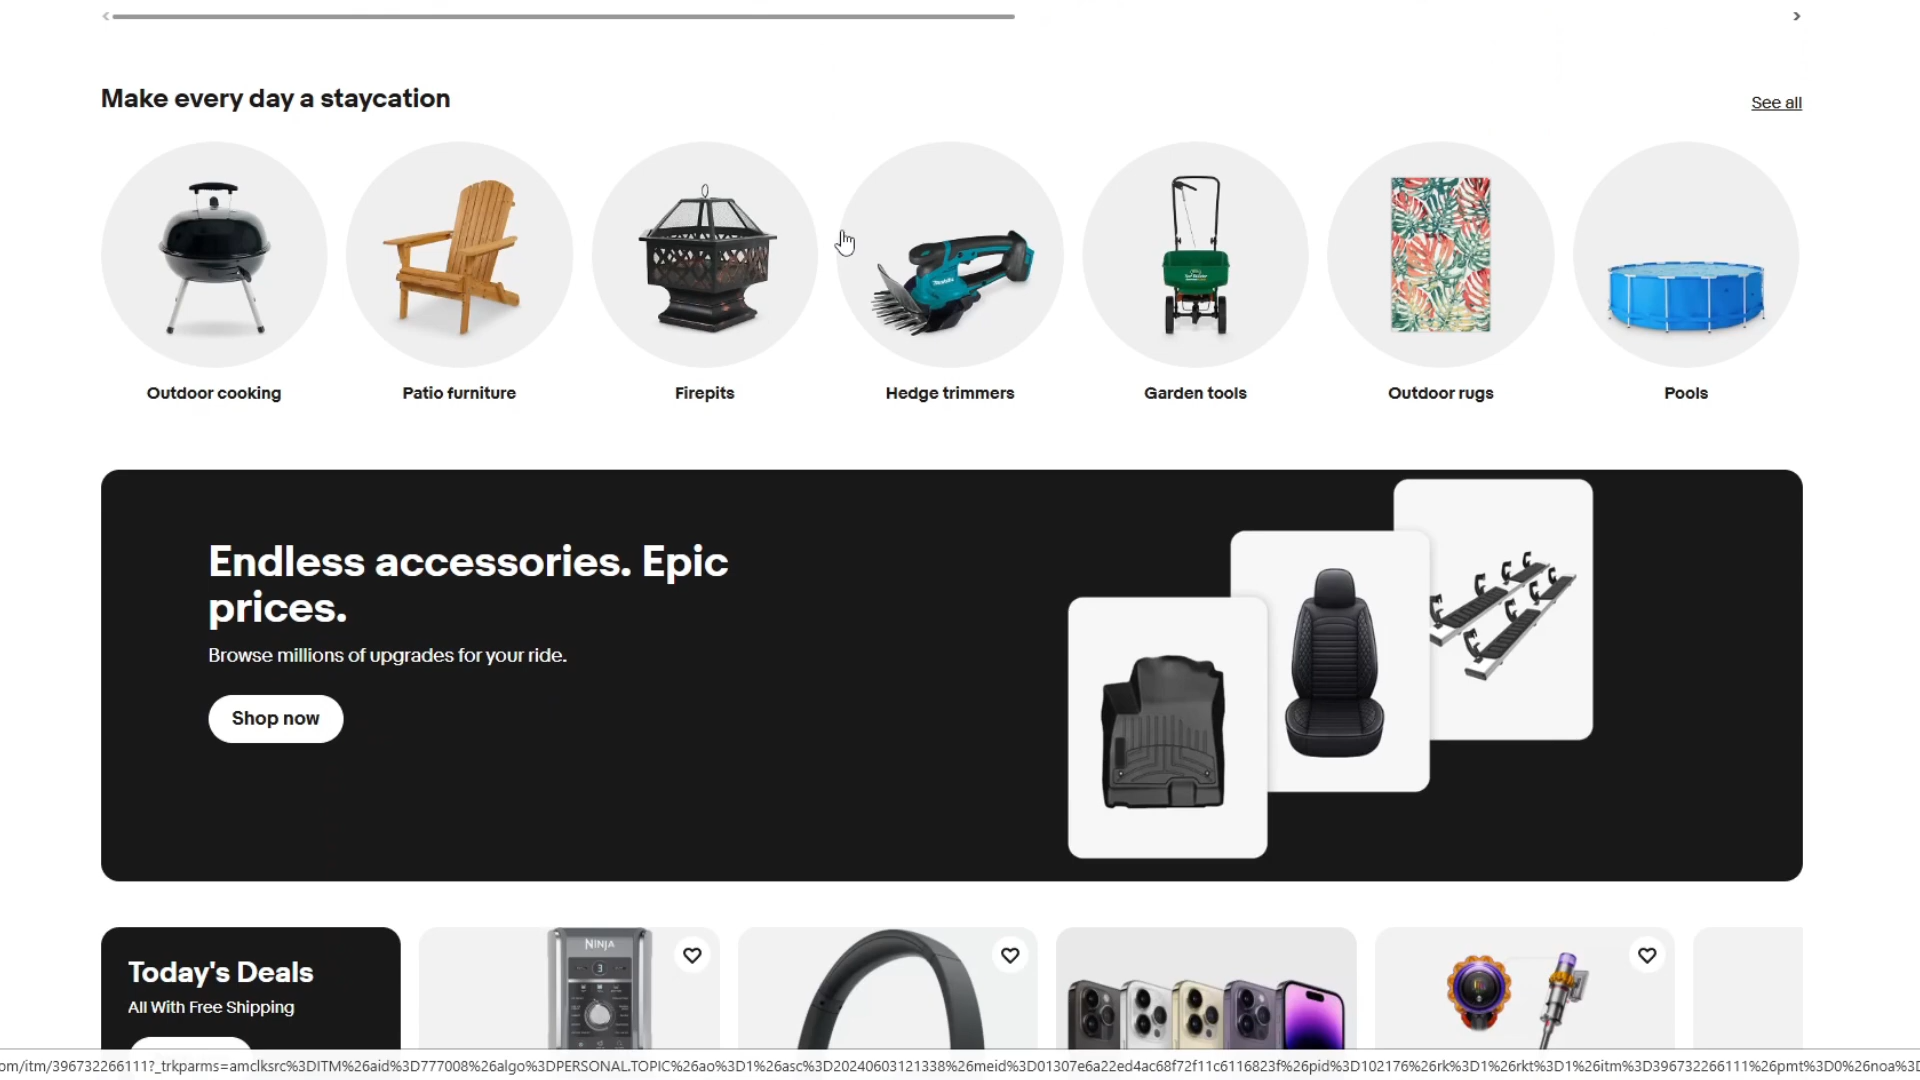 Make every day a staycation
See all
Outdoor cooking
Patio furniture
Firepits
Hedge trimmers
Garden tools
Outdoor rugs
Pools
Endless accessories. Epic
prices.
Browse millions of upgrades for your ride.
Shop now
Today's Deals
All With Free Shipping
NINJA
3
om/itm/396732266111?_trkparms=amclksrc%3DITM%26aid%3D777008%26algo%3DPERSONAL.TOPIC%26ao%3D1%26asc%3D20240603121338%26meid%3D01307e6a22ed4ac68f72f11c6116823f%26pid%3D102176%26rk%3D1%26rkt%3D1%26itm%3D396732266111%26pmt%3D0%26noa%3D